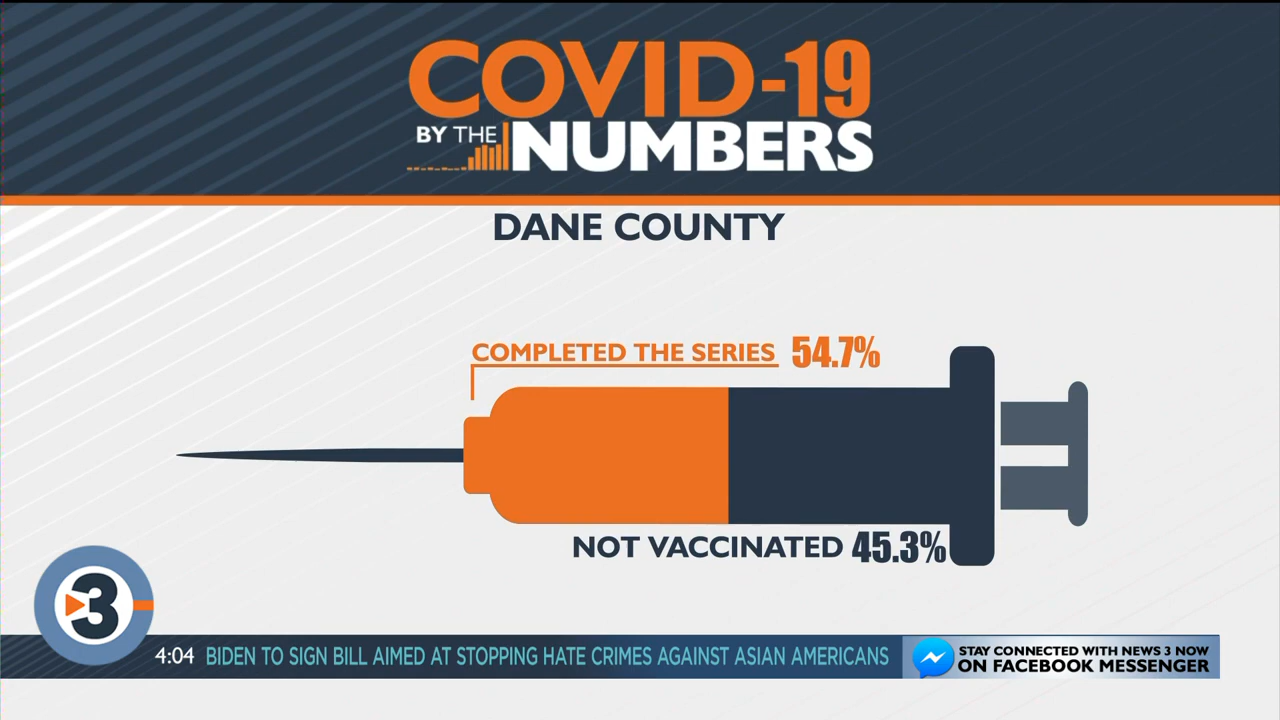 COVID-19
BY THE NUMBERS
DANE COUNTY
COMPLETED THE SERIES 54.7%
NOT VACCINATED 45.3%
3
4:04 BIDEN TO SIGN BILL AIMED AT STOPPING HATE CRIMES AGAINST ASIAN AMERICANS
STAY CONNECTED WITH NEWS 3 NOW
ON FACEBOOK MESSENGER